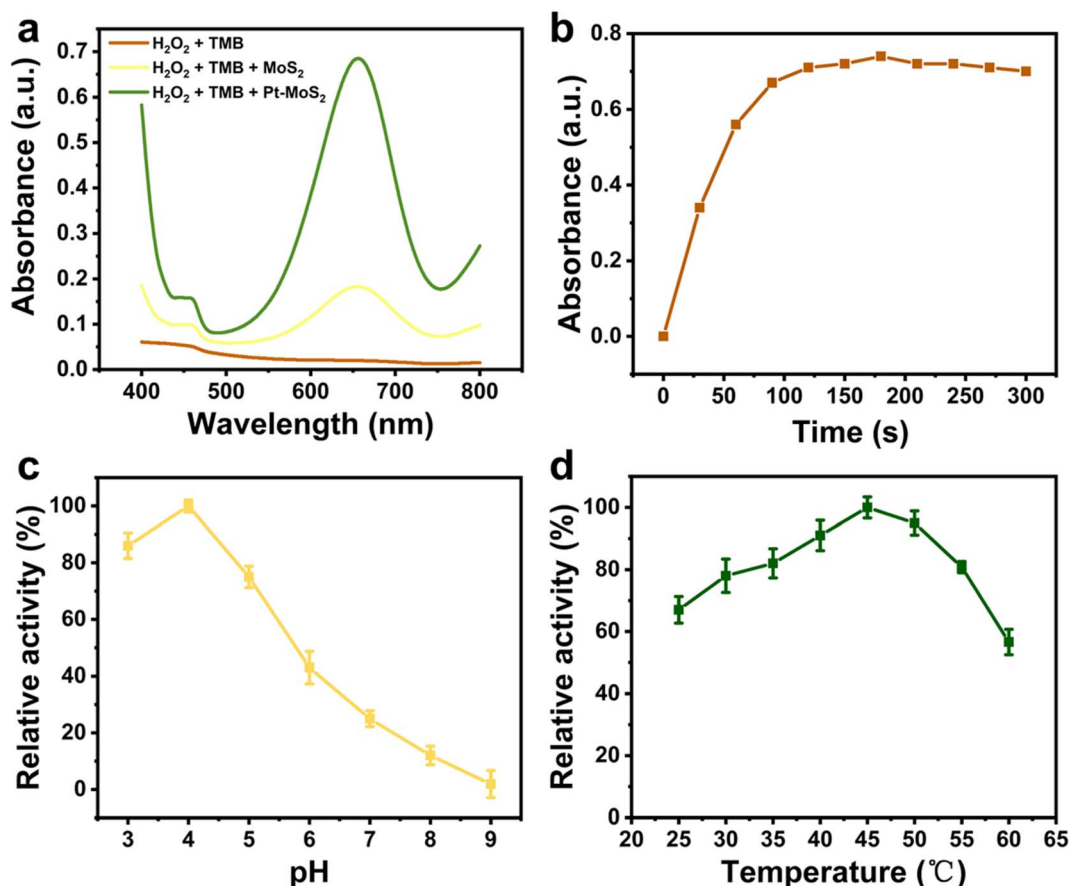 a
H₂O₂ + TMB
H₂O₂ + TMB + MoS₂
H₂O₂ + TMB + Pt-MoS₂
Absorbance (a.u.)
0.7
0.6
0.5
0.4
0.3
0.2
0.1
0.0
400 500 600 700 800
Wavelength (nm)
b
Absorbance (a.u.)
0.8
0.4
0.0
0 50 100 150 200 250 300
Time (s)
c
Relative activity (%)
100
80
60
40
20
0
3 4 5 6 7 8 9
pH
d
Relative activity (%)
100
80
60
40
20
0
20 25 30 35 40 45 50 55 60 65
Temperature (℃)